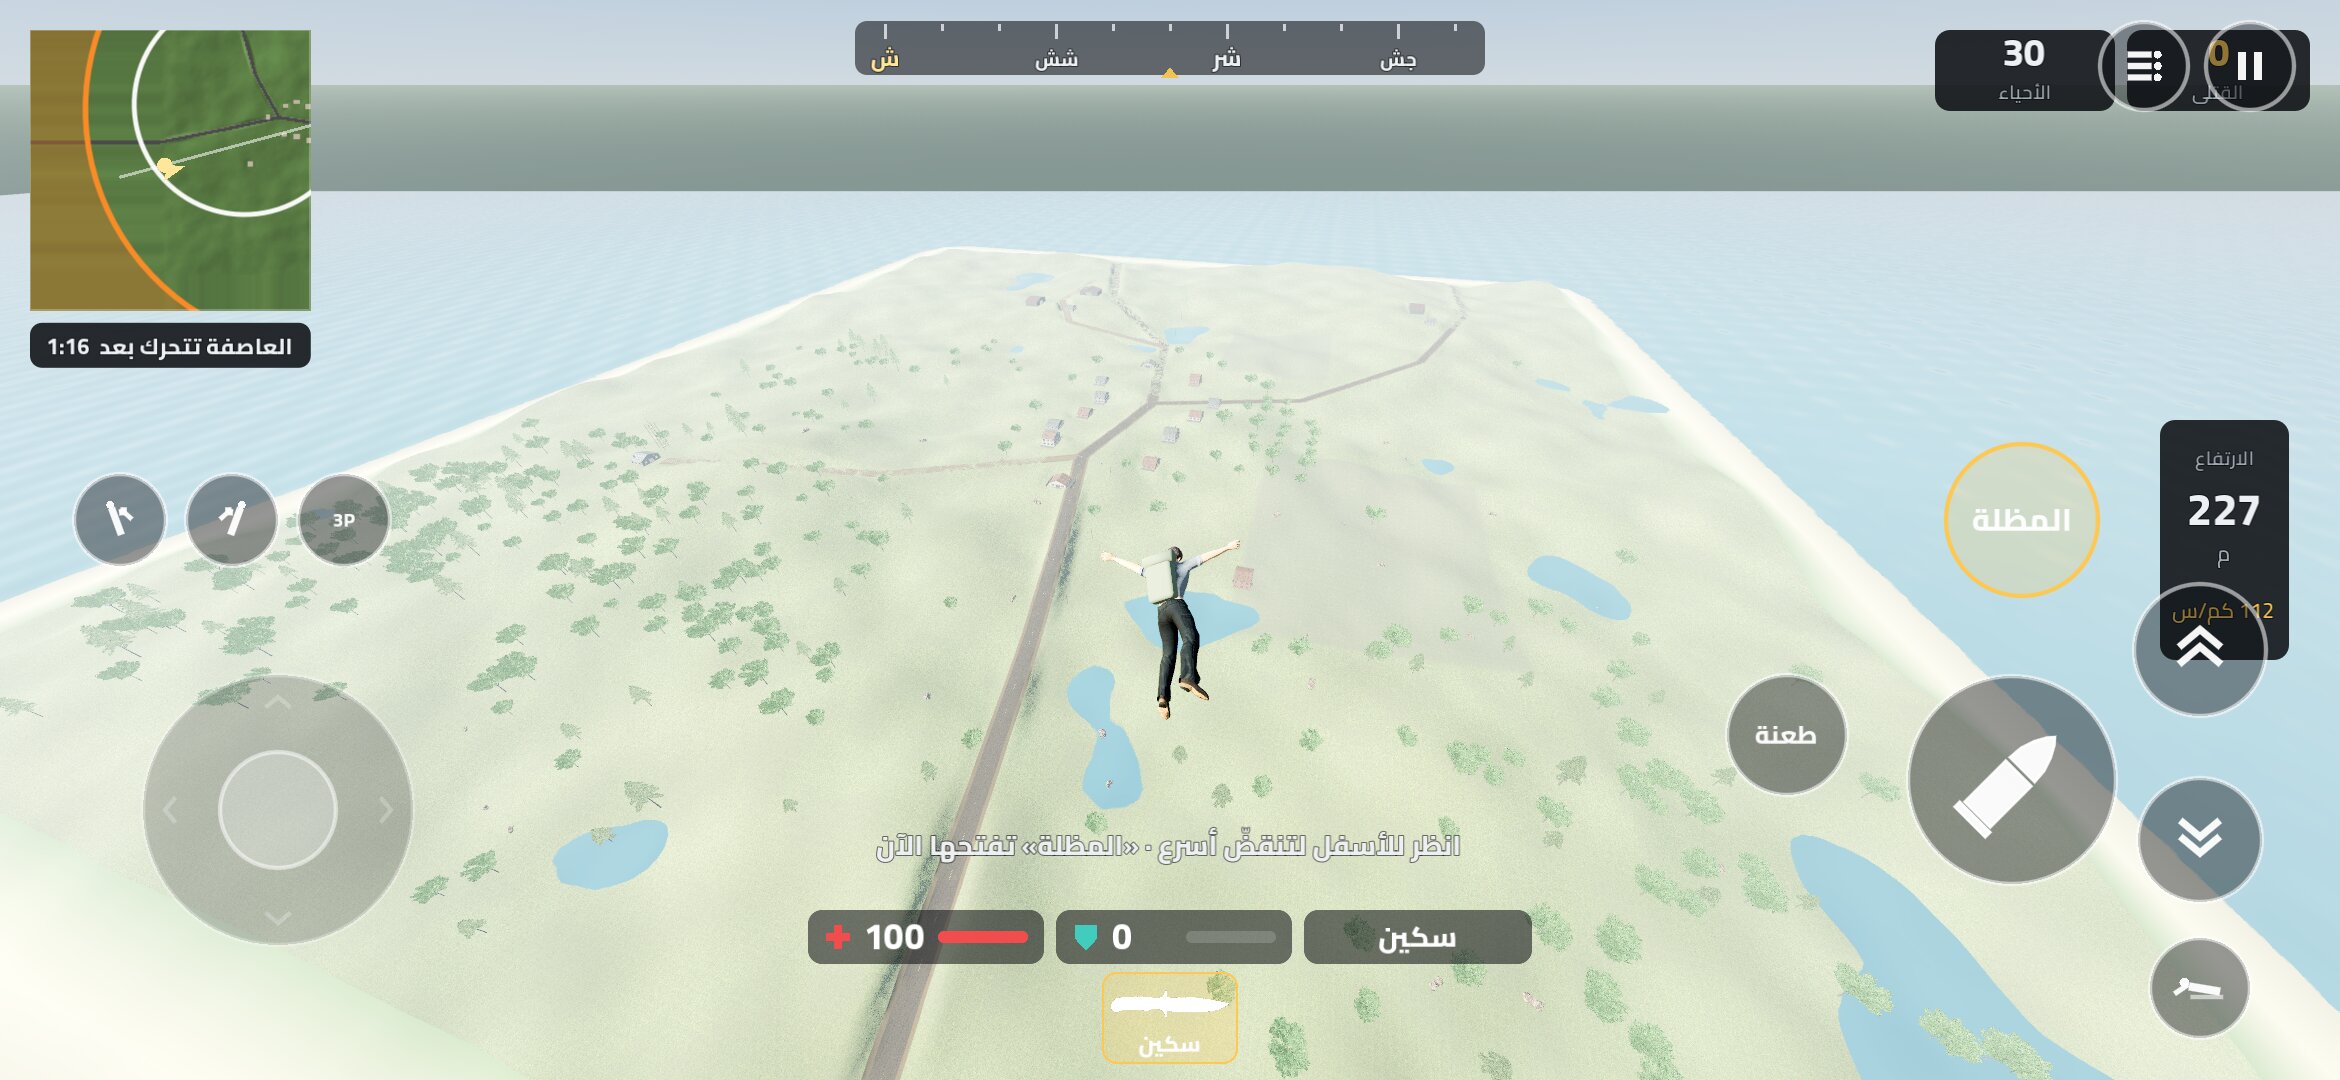 ش شش شر جش
30
الأحياء
0
القتلى
العاصفة تتحرك بعد 1:16
3P
المظلة
الارتفاع
227
م
112 كم/س
طعنة
انظر للأسفل لتنقضّ أسرع · «المظلة» تفتحها الآن
100
0
سكين
سكين